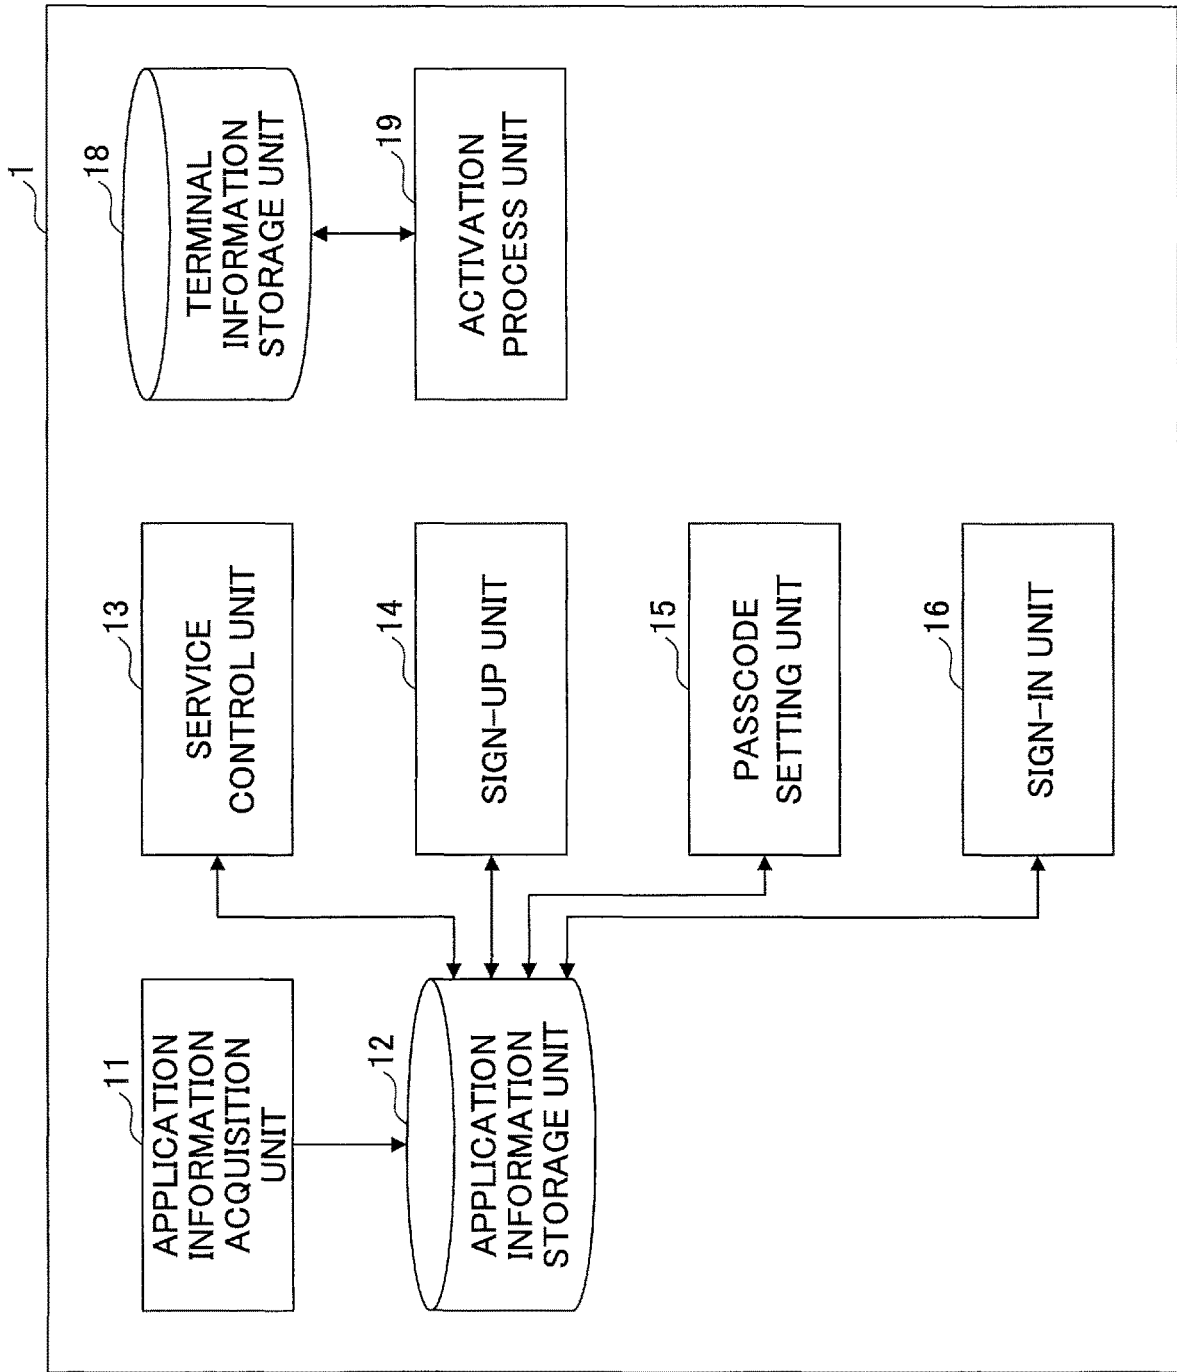 1
11
APPLICATION
INFORMATION
ACQUISITION
UNIT
12
APPLICATION
INFORMATION
STORAGE UNIT
13
SERVICE
CONTROL UNIT
14
SIGN-UP UNIT
15
PASSCODE
SETTING UNIT
16
SIGN-IN UNIT
18
TERMINAL
INFORMATION
STORAGE UNIT
19
ACTIVATION
PROCESS UNIT